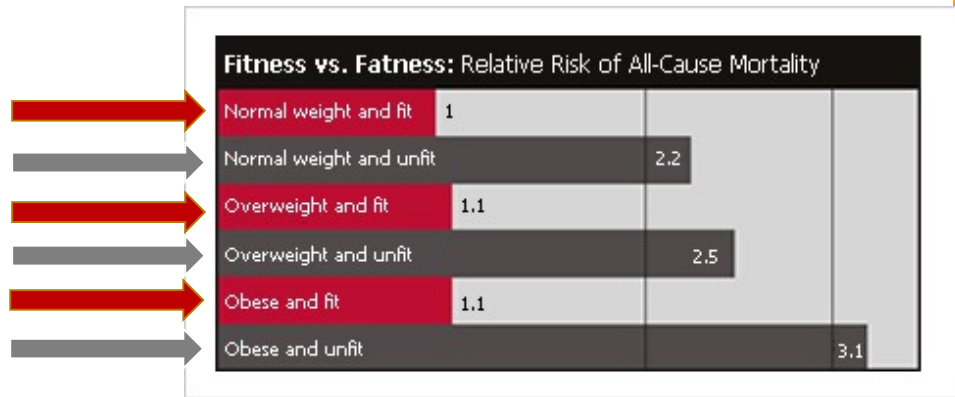 Fitness vs. Fatness: Relative Risk of All-Cause Mortality
Normal weight and fit 1
Normal weight and unfit 2.2
Overweight and fit 1.1
Overweight and unfit 2.5
Obese and fit 1.1
Obese and unfit 3.1